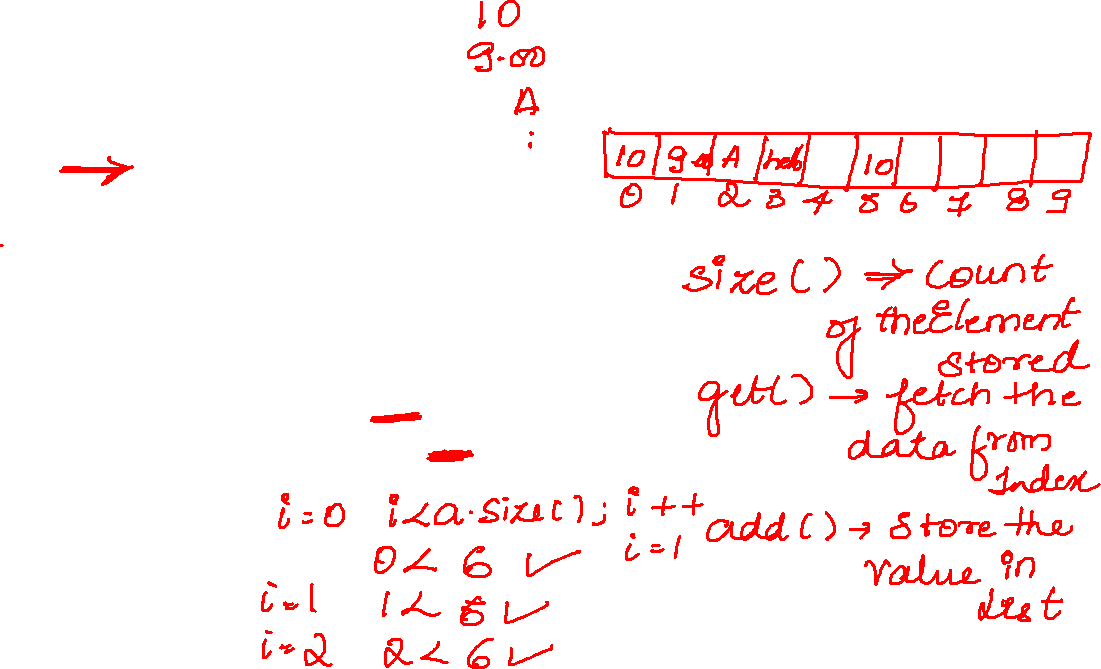 10
9.00
A
:
10 9.00 A hello 10
0 1 2 3 4 5 6 7 8 9
size() ⇒ Count
of the Element
stored
get() → fetch the
data from
Index
i=0 i<a.size(); i++
add() → Store the
value in
List
0<6 ✓ i=1
i=1 1<6 ✓
i=2 2<6 ✓